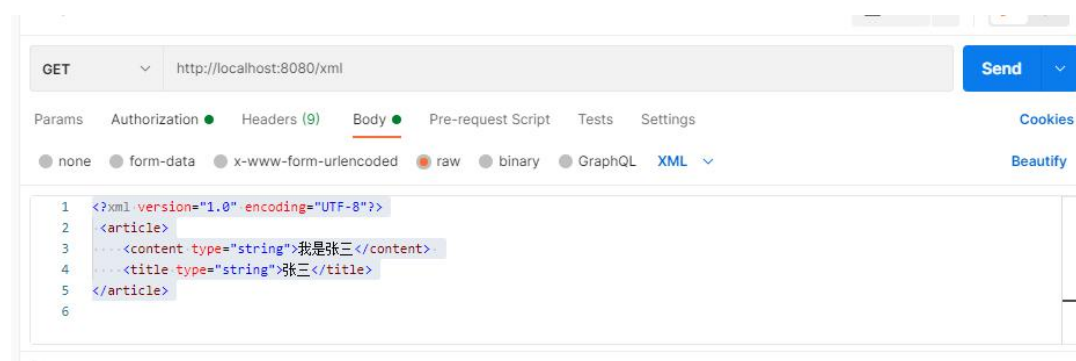 GET http://localhost:8080/xml Send
Params Authorization Headers (9) Body Pre-request Script Tests Settings Cookies
none form-data x-www-form-urlencoded raw binary GraphQL XML Beautify
1 <?xml version="1.0" encoding="UTF-8"?>
2 <article>
3 <content type="string">我是张三</content>
4 <title type="string">张三</title>
5 </article>
6